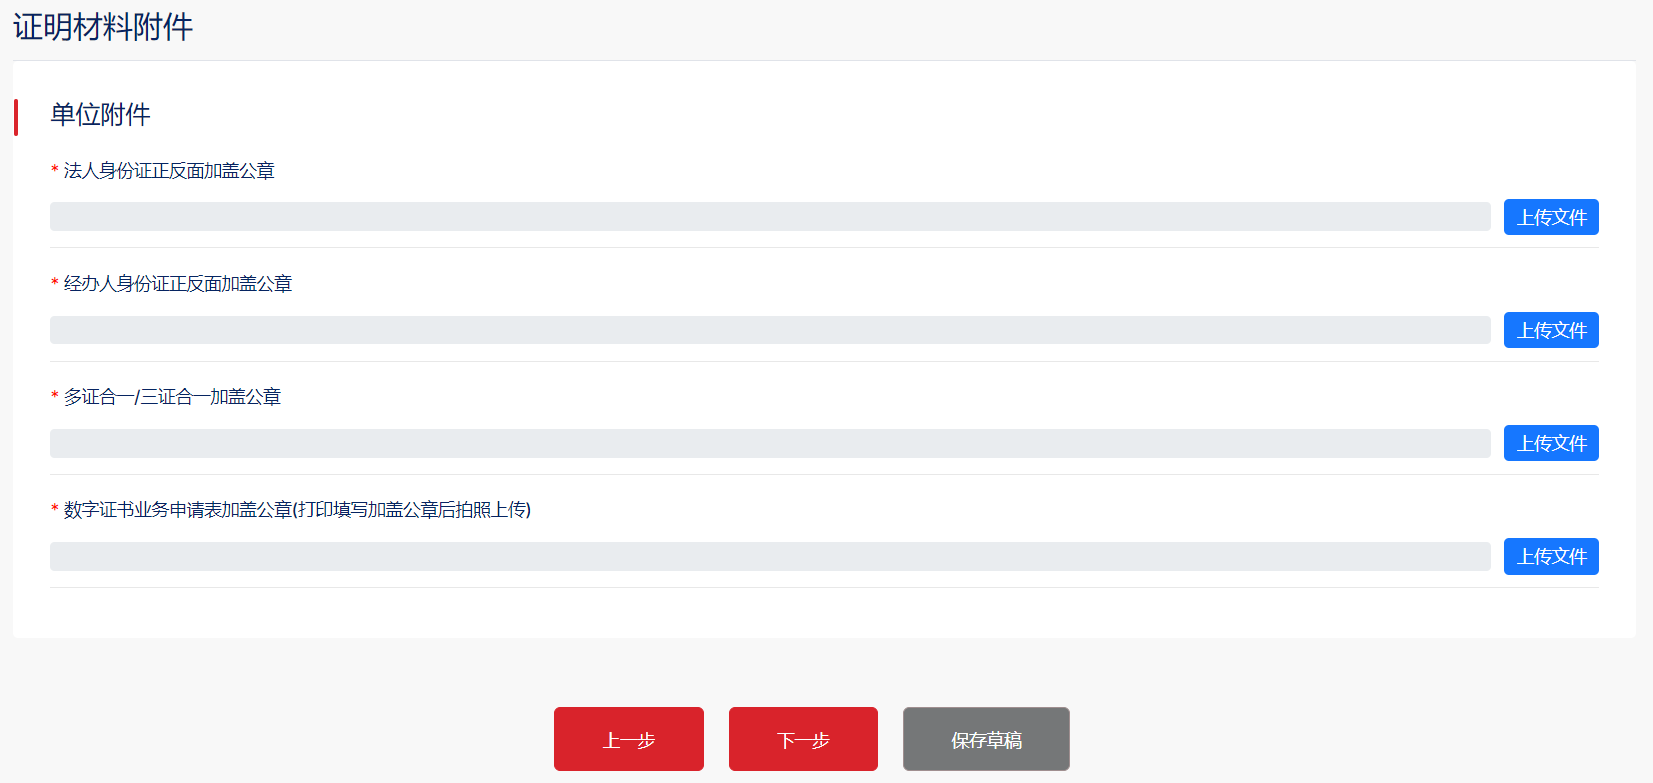 证明材料附件
单位附件
* 法人身份证正反面加盖公章
上传文件
* 经办人身份证正反面加盖公章
上传文件
* 多证合一/三证合一加盖公章
上传文件
* 数字证书业务申请表加盖公章(打印填写加盖公章后拍照上传)
上传文件
上一步 下一步 保存草稿